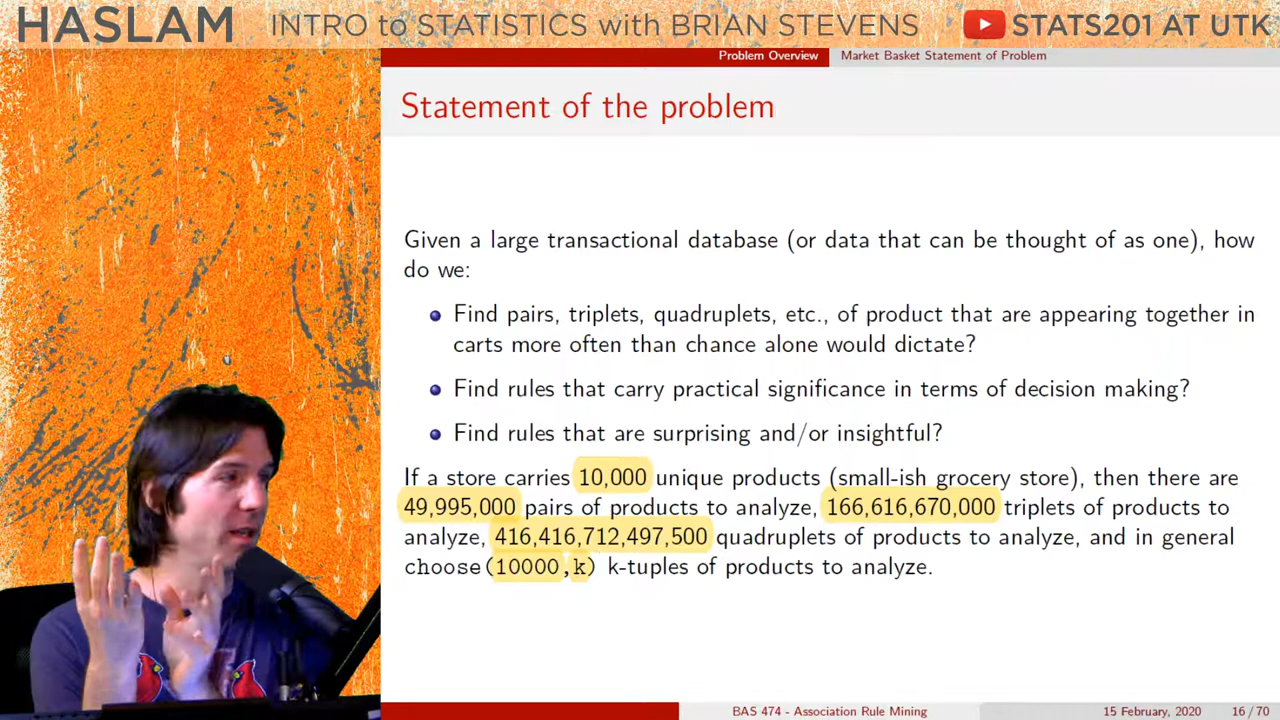 HASLAM INTRO to STATISTICS with BRIAN STEVENS STATS201 AT UTK
Problem Overview Market Basket Statement of Problem
Statement of the problem
Given a large transactional database (or data that can be thought of as one), how
do we:
Find pairs, triplets, quadruplets, etc., of product that are appearing together in
carts more often than chance alone would dictate?
Find rules that carry practical significance in terms of decision making?
Find rules that are surprising and/or insightful?
If a store carries 10,000 unique products (small-ish grocery store), then there are
49,995,000 pairs of products to analyze, 166,616,670,000 triplets of products to
analyze, 416,416,712,497,500 quadruplets of products to analyze, and in general
choose(10000,k) k-tuples of products to analyze.
BAS 474 - Association Rule Mining 15 February, 2020 16 / 70